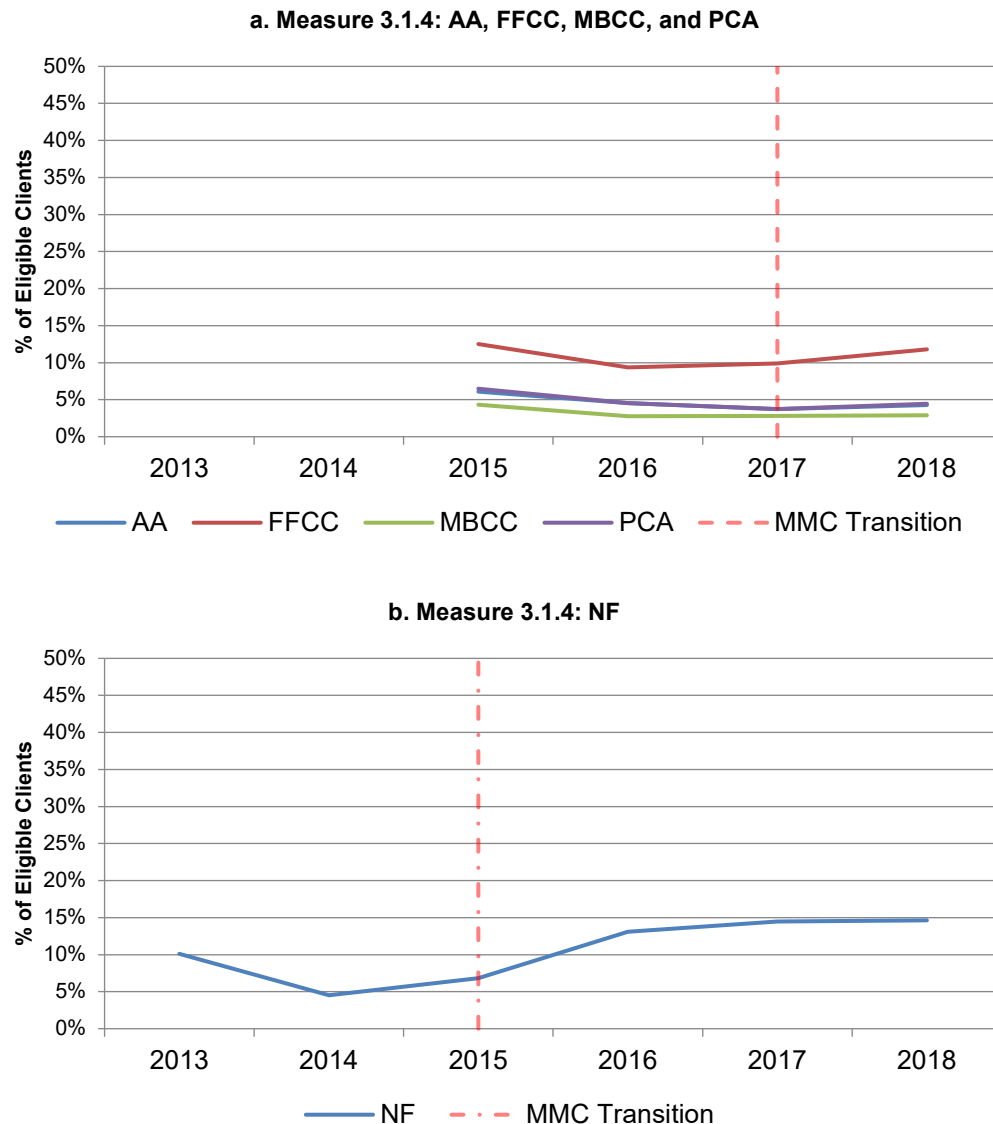 a. Measure 3.1.4: AA, FFCC, MBCC, and PCA
% of Eligible Clients
50%
45%
40%
35%
30%
25%
20%
15%
10%
5%
0%
2013 2014 2015 2016 2017 2018
AA FFCC MBCC PCA MMC Transition
b. Measure 3.1.4: NF
% of Eligible Clients
50%
45%
40%
35%
30%
25%
20%
15%
10%
5%
0%
2013 2014 2015 2016 2017 2018
NF MMC Transition